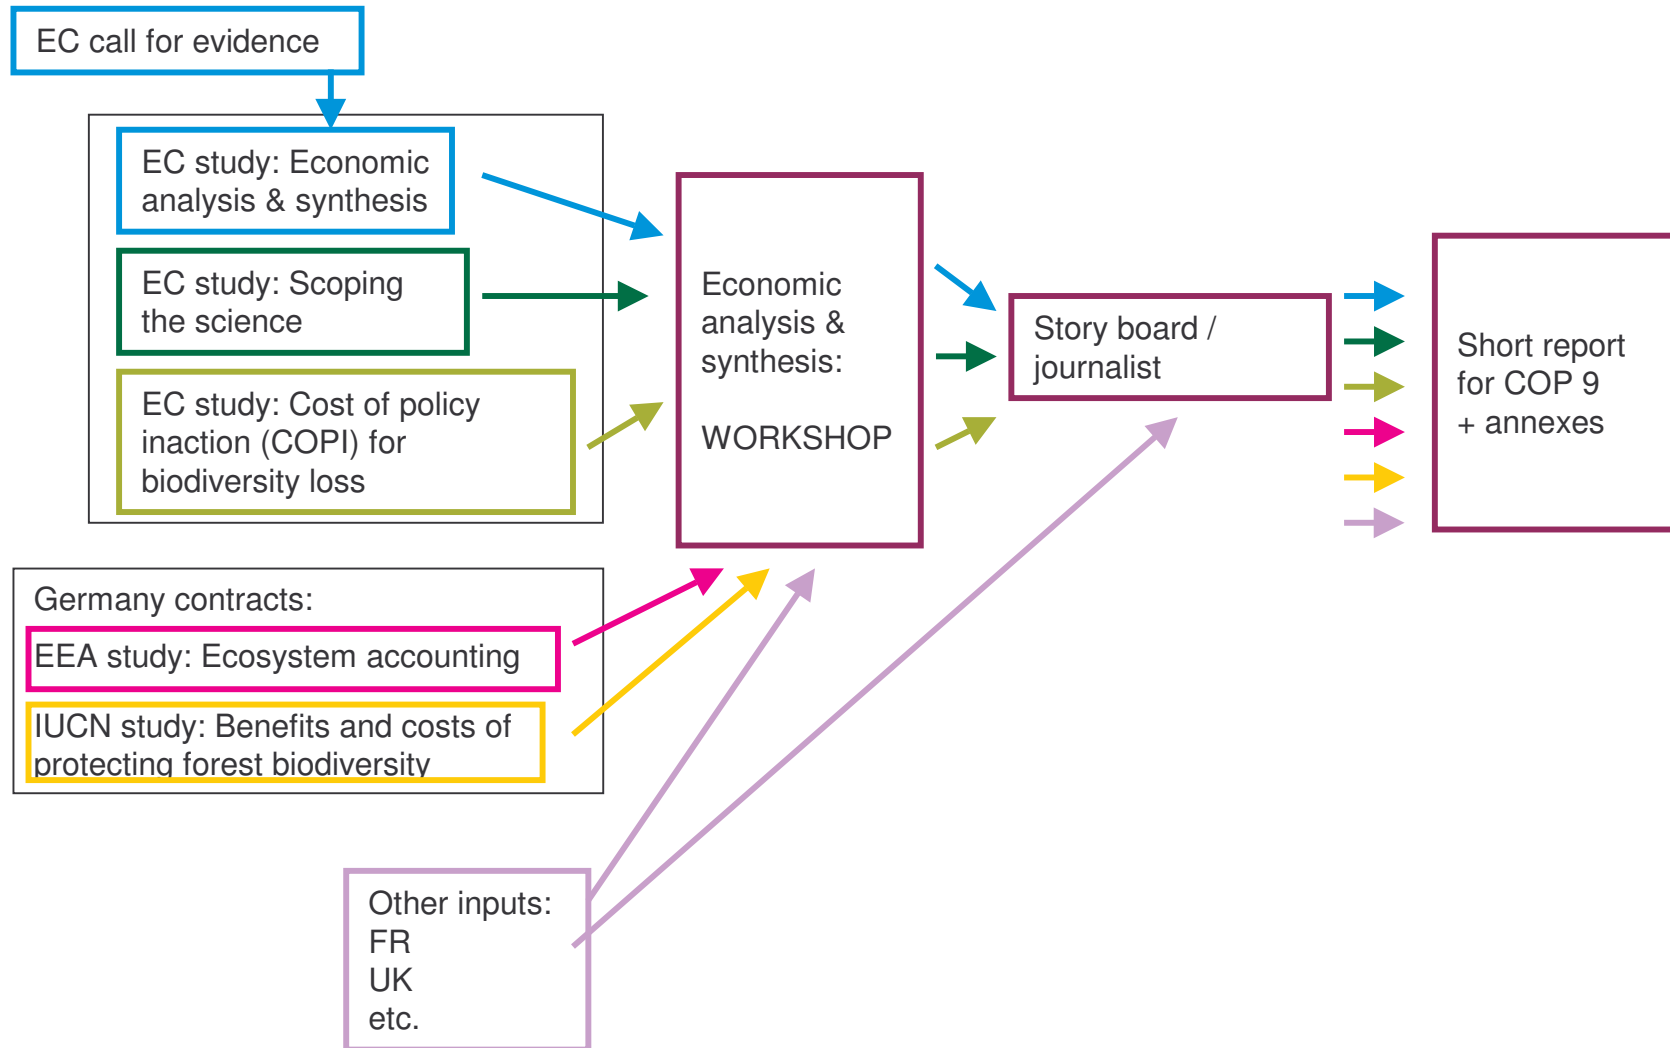 EC call for evidence
EC study: Economic
analysis & synthesis
EC study: Scoping
the science
EC study: Cost of policy
inaction (COPI) for
biodiversity loss
Germany contracts:
EEA study: Ecosystem accounting
IUCN study: Benefits and costs of
protecting forest biodiversity
Other inputs:
FR
UK
etc.
Economic
analysis &
synthesis:
WORKSHOP
Story board /
journalist
Short report
for COP 9
+ annexes